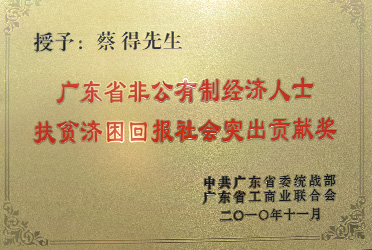 授予：蔡得先生
广东省非公有制经济人士
扶贫济困回报社会突出贡献奖
中共广东省委统战部
广东省工商业联合会
二〇一〇年十一月